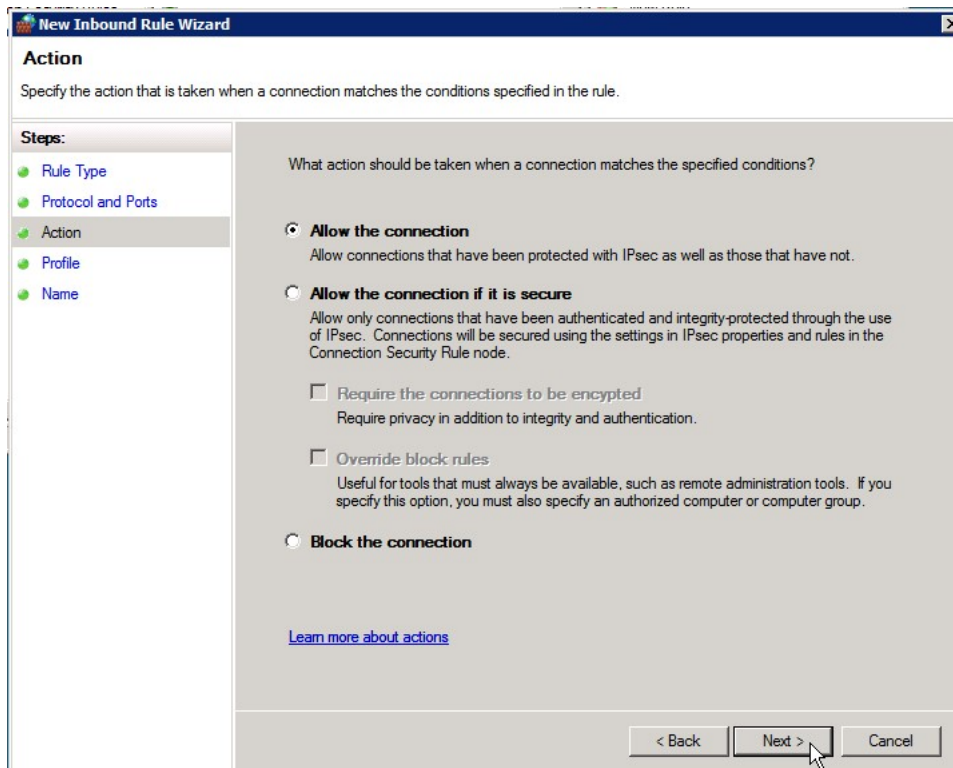 New Inbound Rule Wizard
Action
Specify the action that is taken when a connection matches the conditions specified in the rule.
Steps:
Rule Type
Protocol and Ports
Action
Profile
Name
What action should be taken when a connection matches the specified conditions?
Allow the connection
Allow connections that have been protected with IPsec as well as those that have not.
Allow the connection if it is secure
Allow only connections that have been authenticated and integrity-protected through the use
of IPsec. Connections will be secured using the settings in IPsec properties and rules in the
Connection Security Rule node.
Require the connections to be encrypted
Require privacy in addition to integrity and authentication.
Override block rules
Useful for tools that must always be available, such as remote administration tools. If you
specify this option, you must also specify an authorized computer or computer group.
Block the connection
Learn more about actions
< Back
Next >
Cancel